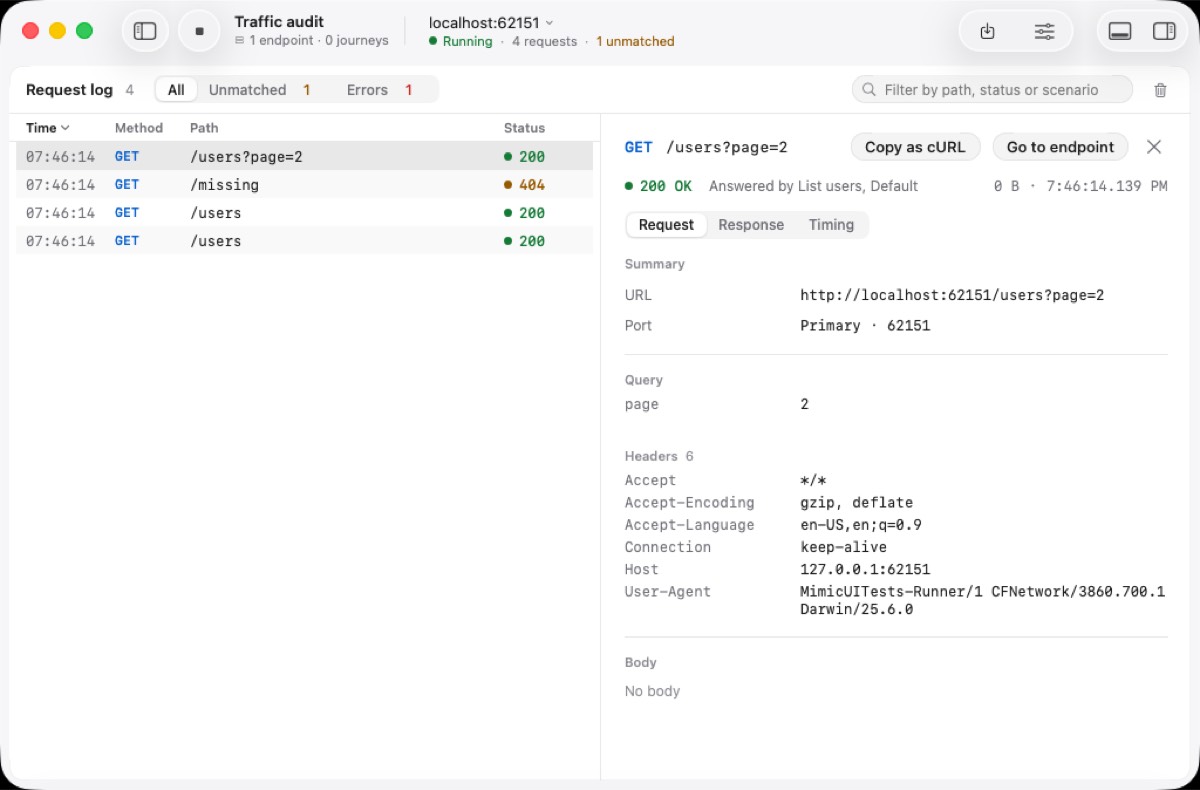 Traffic audit
1 endpoint · 0 journeys
localhost:62151
Running · 4 requests · 1 unmatched
Request log 4 All Unmatched 1 Errors 1
Filter by path, status or scenario
Time Method Path Status
07:46:14 GET /users?page=2 200
07:46:14 GET /missing 404
07:46:14 GET /users 200
07:46:14 GET /users 200
GET /users?page=2 Copy as cURL Go to endpoint
200 OK Answered by List users, Default 0 B · 7:46:14.139 PM
Request Response Timing
Summary
URL http://localhost:62151/users?page=2
Port Primary · 62151
Query
page 2
Headers 6
Accept */*
Accept-Encoding gzip, deflate
Accept-Language en-US,en;q=0.9
Connection keep-alive
Host 127.0.0.1:62151
User-Agent MimicUITests-Runner/1 CFNetwork/3860.700.1
Darwin/25.6.0
Body
No body